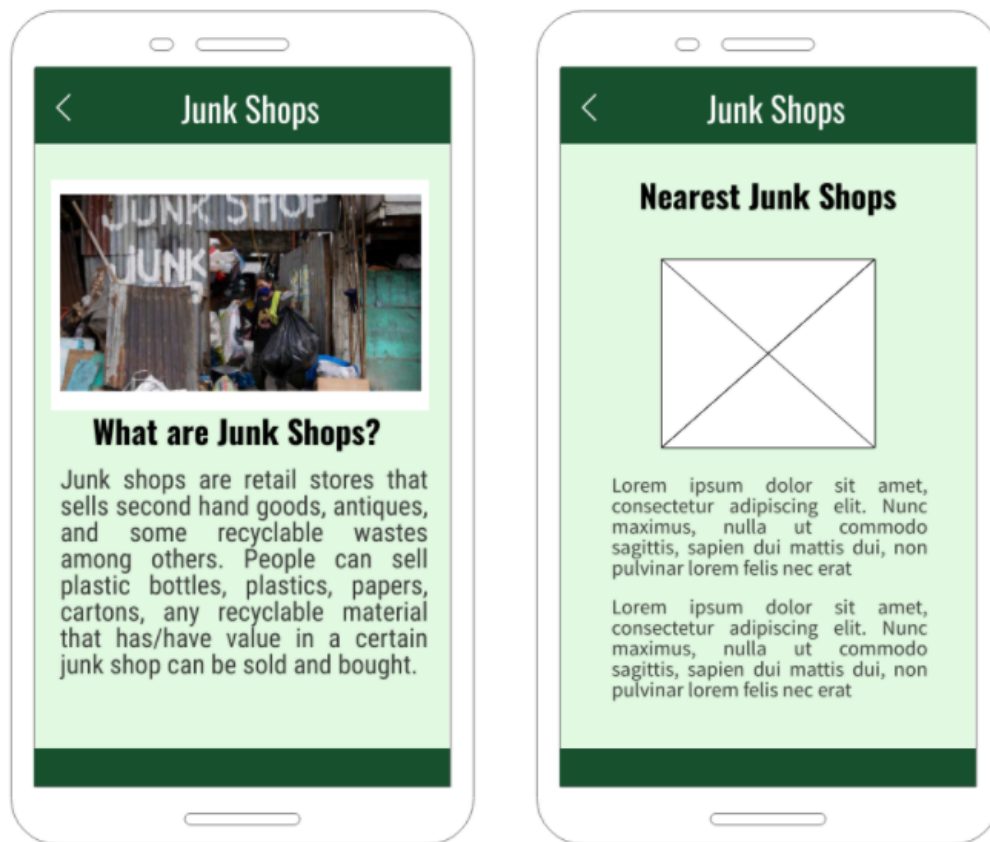 Junk Shops
JUNK SHOP
JUNK
What are Junk Shops?
Junk shops are retail stores that
sells second hand goods, antiques,
and some recyclable wastes
among others. People can sell
plastic bottles, plastics, papers,
cartons, any recyclable material
that has/have value in a certain
junk shop can be sold and bought.
Junk Shops
Nearest Junk Shops
Lorem ipsum dolor sit amet,
consectetur adipiscing elit. Nunc
maximus, nulla ut commodo
sagittis, sapien dui mattis dui, non
pulvinar lorem felis nec erat
Lorem ipsum dolor sit amet,
consectetur adipiscing elit. Nunc
maximus, nulla ut commodo
sagittis, sapien dui mattis dui, non
pulvinar lorem felis nec erat